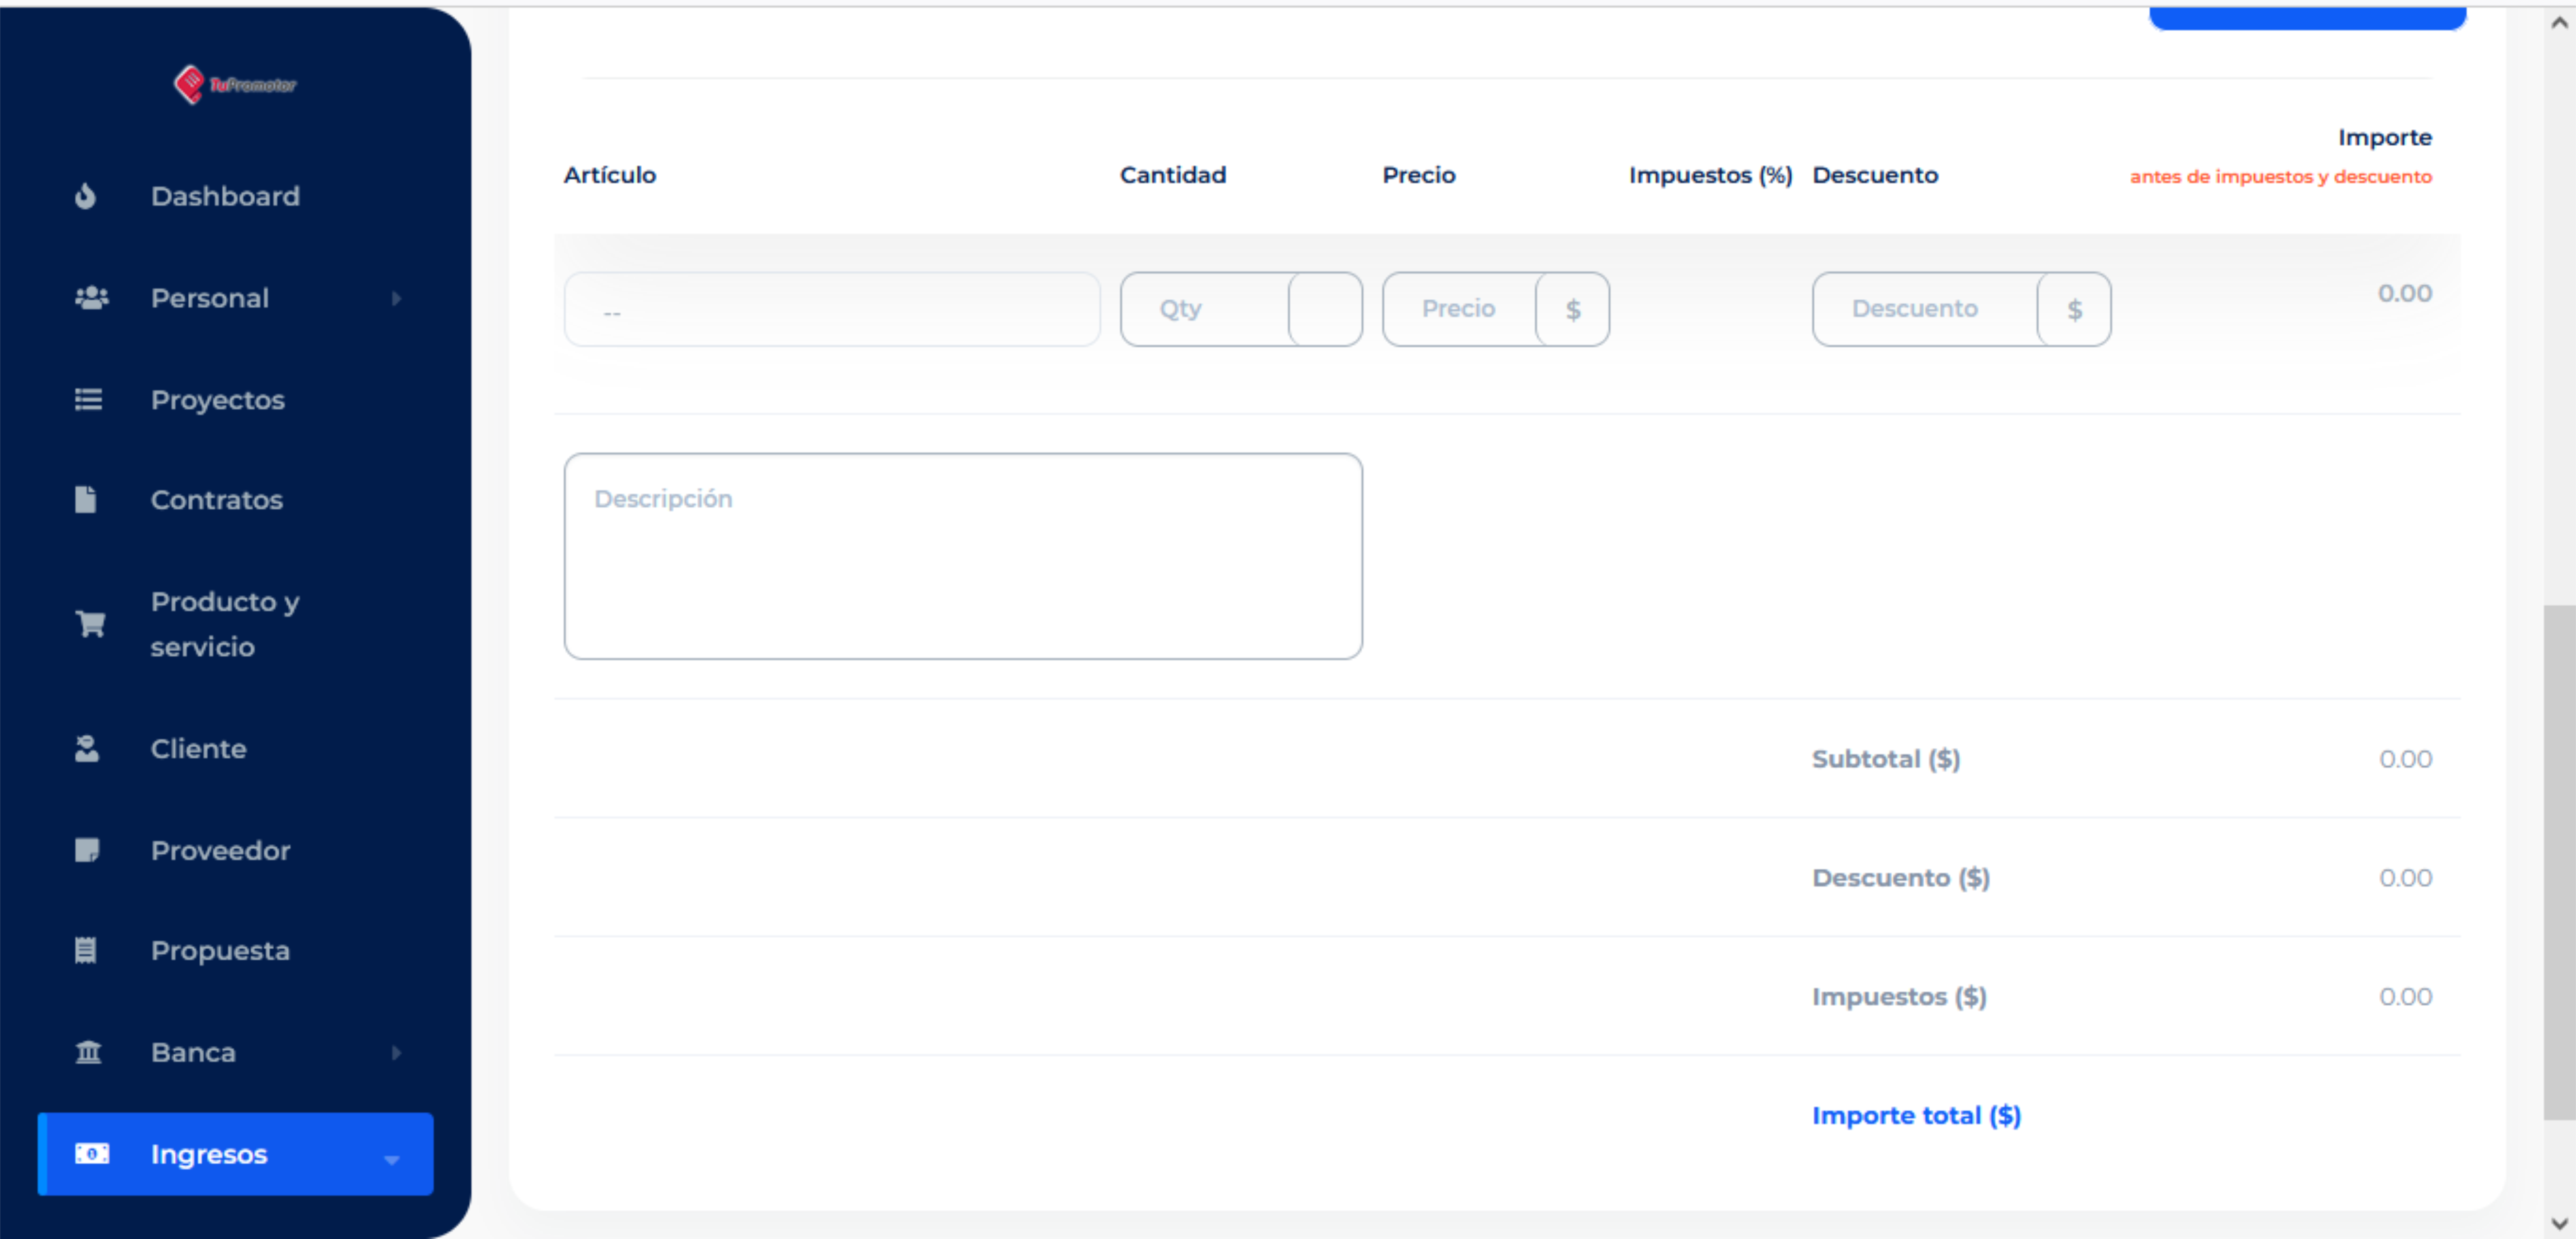 TuPromotor
Dashboard
Personal
Proyectos
Contratos
Producto y
servicio
Cliente
Proveedor
Propuesta
Banca
Ingresos
Artículo
Cantidad
Precio
Impuestos (%)
Descuento
Importe
antes de impuestos y descuento
--
Qty
Precio
$
Descuento
$
0.00
Descripción
Subtotal ($)
0.00
Descuento ($)
0.00
Impuestos ($)
0.00
Importe total ($)